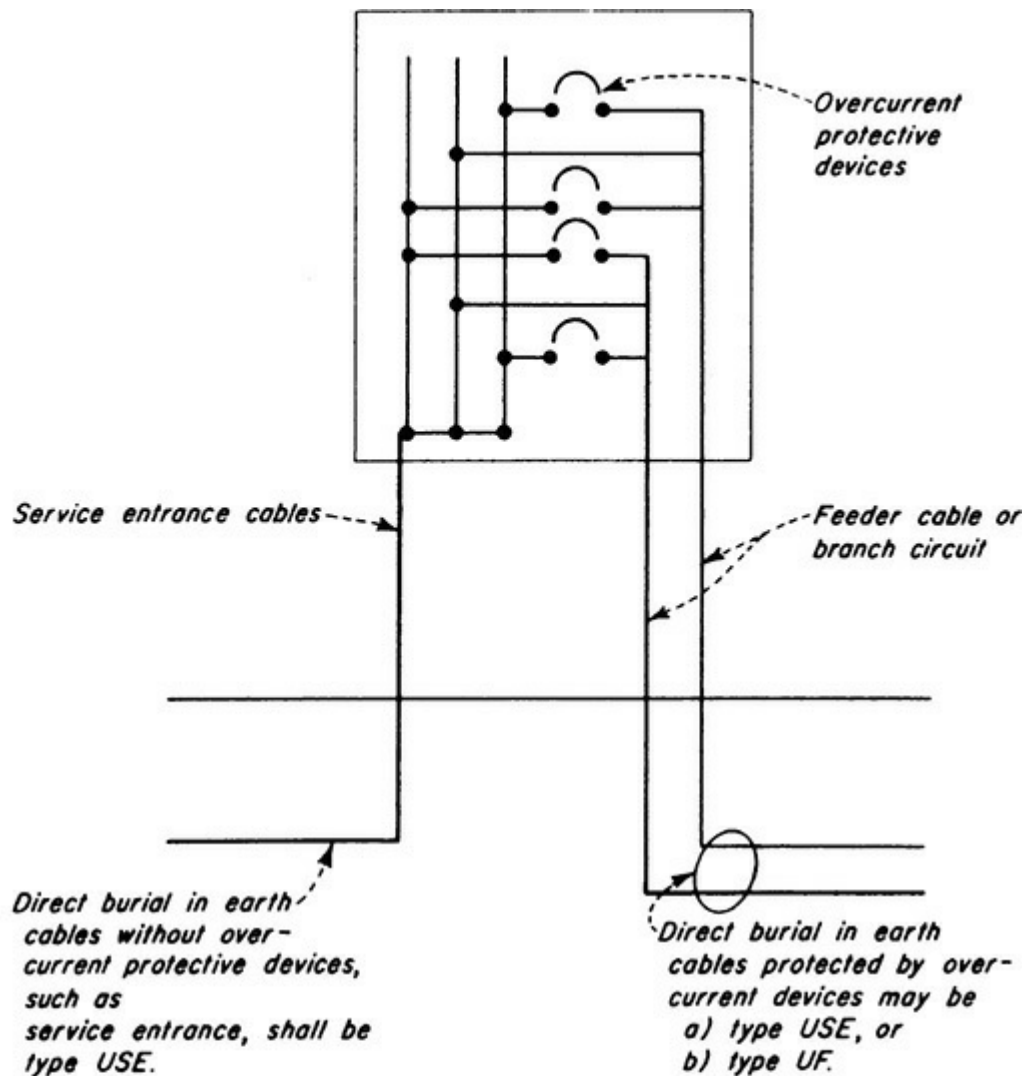 Overcurrent
protective
devices
Service entrance cables
Feeder cable or
branch circuit
Direct burial in earth
cables without over-
current protective devices,
such as
service entrance, shall be
type USE.
Direct burial in earth
cables protected by over-
current devices may be
a) type USE, or
b) type UF.